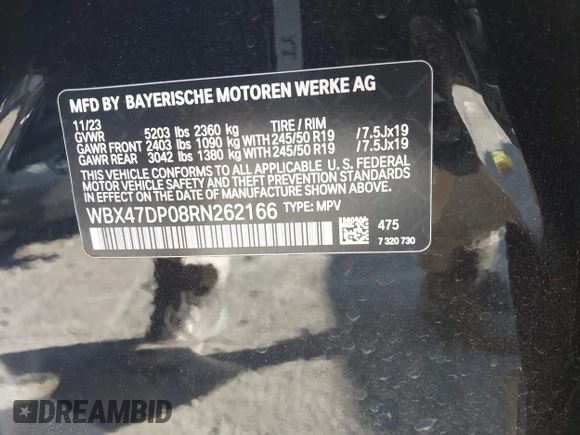 MFD BY BAYERISCHE MOTOREN WERKE AG
11/23
GVWR 5203 lbs 2360 kg TIRE / RIM
GAWR FRONT 2403 lbs 1090 kg WITH 245/50 R19 /7.5Jx19
GAWR REAR 3042 lbs 1380 kg WITH 245/50 R19 /7.5Jx19
THIS VEHICLE CONFORMS TO ALL APPLICABLE U. S. FEDERAL
MOTOR VEHICLE SAFETY AND THEFT PREVENTION STANDARDS
IN EFFECT ON THE DATE OF MANUFACTURE SHOWN ABOVE.
WBX47DP08RN262166 TYPE: MPV
475
7 320 730
DREAMBID